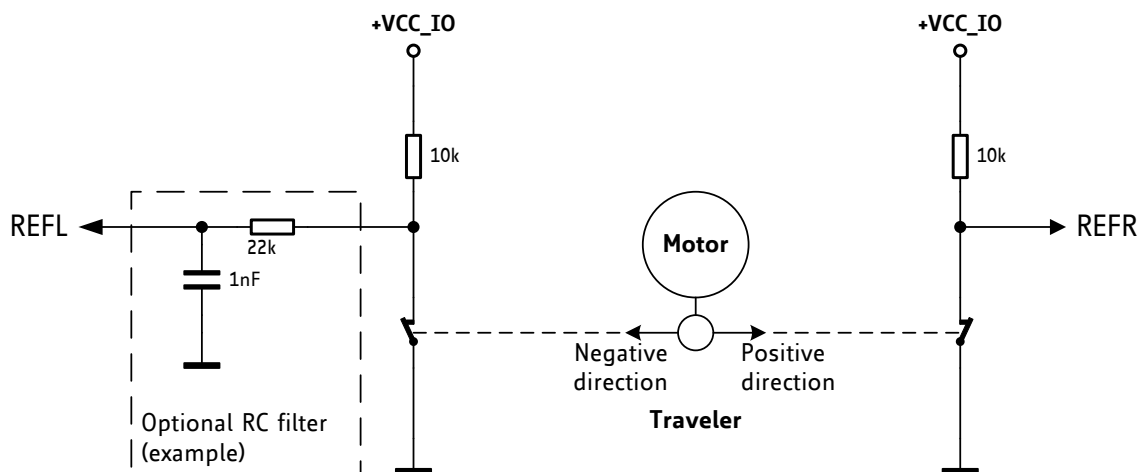 +VCC_IO
+VCC_IO
10k
10k
REFL
22k
1nF
Motor
REFR
Negative
direction
Positive
direction
Traveler
Optional RC filter
(example)